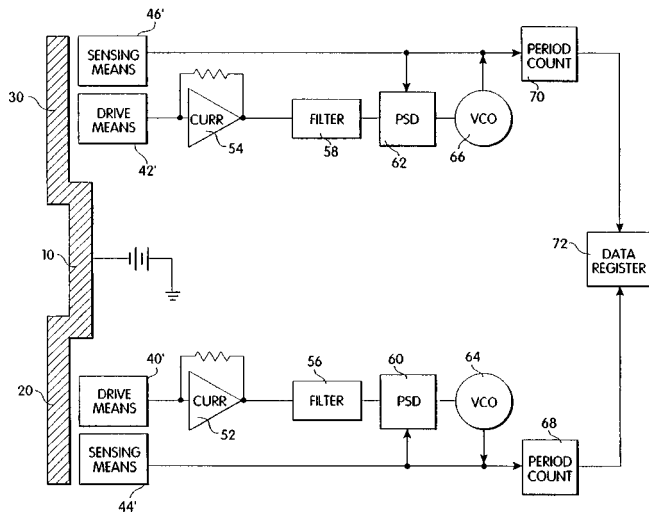 46'
SENSING
MEANS
30
DRIVE
MEANS
42'
CURR
54
FILTER
58
PSD
62
VCO
66
PERIOD
COUNT
70
10
72
DATA
REGISTER
20
40'
DRIVE
MEANS
CURR
52
56
FILTER
60
PSD
64
VCO
68
PERIOD
COUNT
SENSING
MEANS
44'